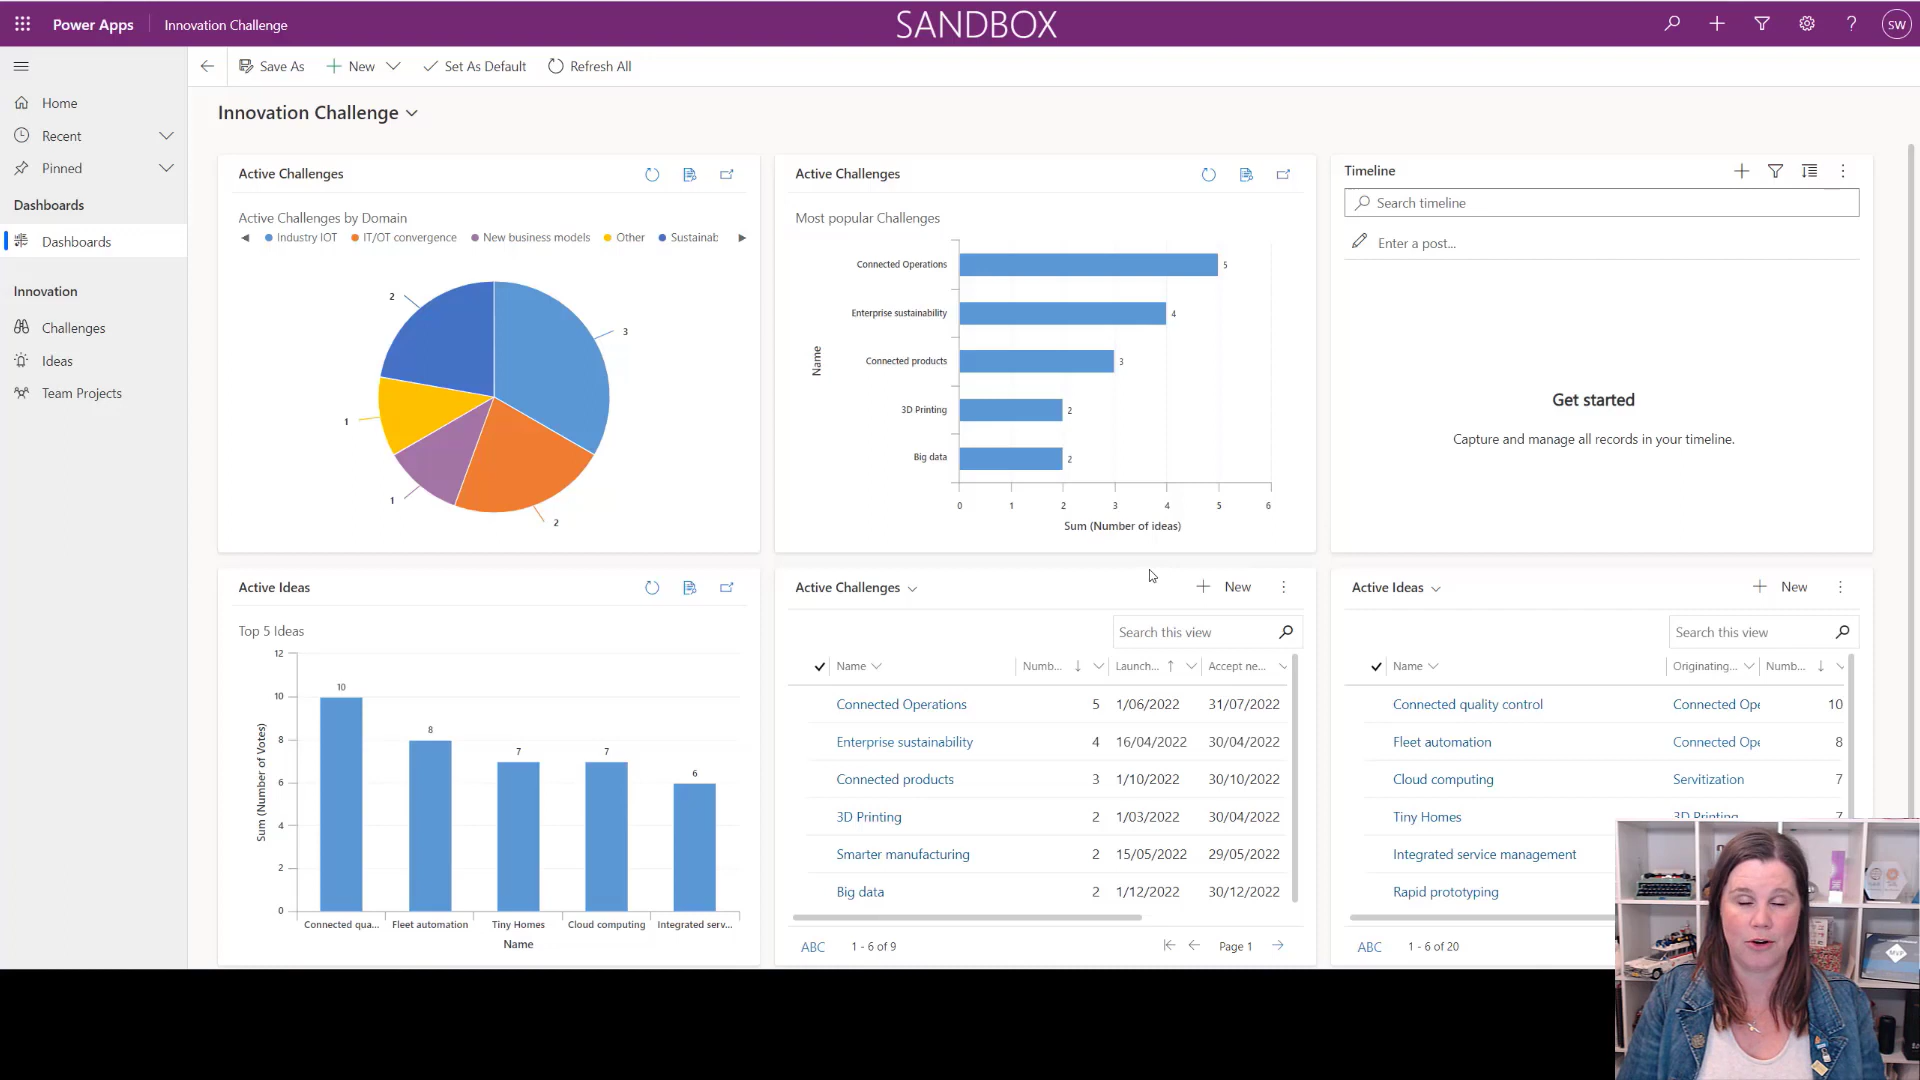 Power Apps
Innovation Challenge
SANDBOX
SW
Save As
New
Set As Default
Refresh All
Home
Recent
Pinned
Dashboards
Dashboards
Innovation
Challenges
Ideas
Team Projects
Innovation Challenge
Active Challenges
Active Challenges by Domain
Industry IOT
IT/OT convergence
New business models
Other
Sustainab
2
3
1
1
2
Active Challenges
Most popular Challenges
Name
Connected Operations
5
Enterprise sustainability
4
Connected products
3
3D Printing
2
Big data
2
0 1 2 3 4 5 6
Sum (Number of ideas)
Timeline
Search timeline
Enter a post...
Get started
Capture and manage all records in your timeline.
Active Ideas
Top 5 Ideas
Sum (Number of Votes)
12
10
8
6
4
2
0
10
8
7
7
6
Connected qua...
Fleet automation
Tiny Homes
Cloud computing
Integrated serv...
Name
Active Challenges
New
Search this view
Name Numb... Launch... Accept ne...
Connected Operations 5 1/06/2022 31/07/2022
Enterprise sustainability 4 16/04/2022 30/04/2022
Connected products 3 1/10/2022 30/10/2022
3D Printing 2 1/03/2022 30/04/2022
Smarter manufacturing 2 15/05/2022 29/05/2022
Big data 2 1/12/2022 30/12/2022
ABC 1 - 6 of 9 Page 1
Active Ideas
New
Search this view
Name Originating... Numb...
Connected quality control Connected Ope 10
Fleet automation Connected Ope 8
Cloud computing Servitization 7
Tiny Homes 3D Printing 7
Integrated service management
Rapid prototyping
ABC 1 - 6 of 20
MVP